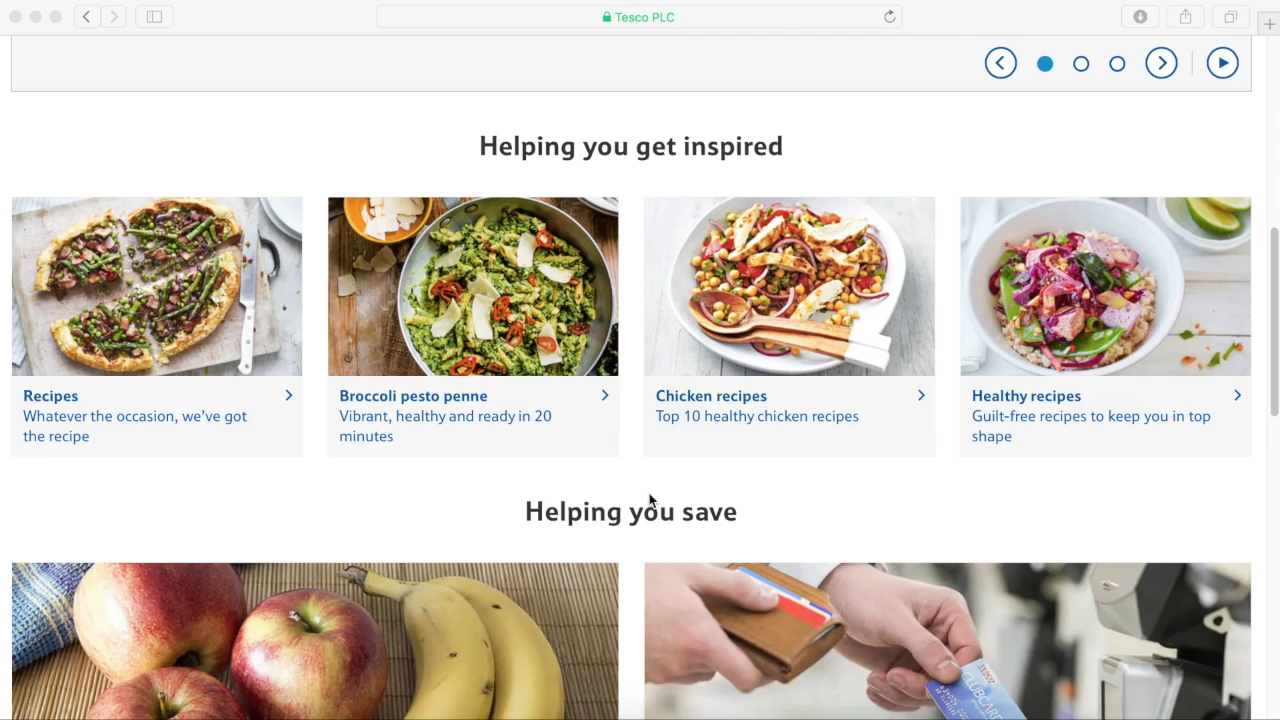 Tesco PLC
Helping you get inspired
Recipes
Whatever the occasion, we've got
the recipe
Broccoli pesto penne
Vibrant, healthy and ready in 20
minutes
Chicken recipes
Top 10 healthy chicken recipes
Healthy recipes
Guilt-free recipes to keep you in top
shape
Helping you save
TESCO
CLUBCARD